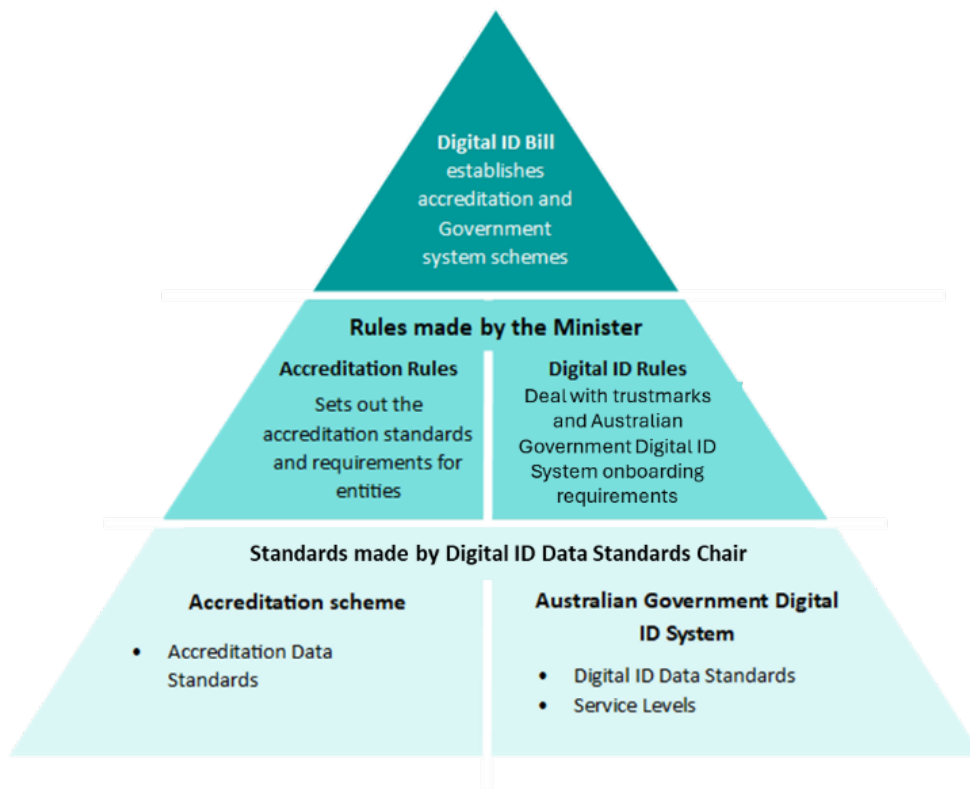 Digital ID Bill
establishes
accreditation and
Government
system schemes
Rules made by the Minister
Accreditation Rules
Sets out the
accreditation standards
and requirements for
entities
Digital ID Rules
Deal with trustmarks
and Australian
Government Digital ID
System onboarding
requirements
Standards made by Digital ID Data Standards Chair
Accreditation scheme
• Accreditation Data
Standards
Australian Government Digital
ID System
• Digital ID Data Standards
• Service Levels